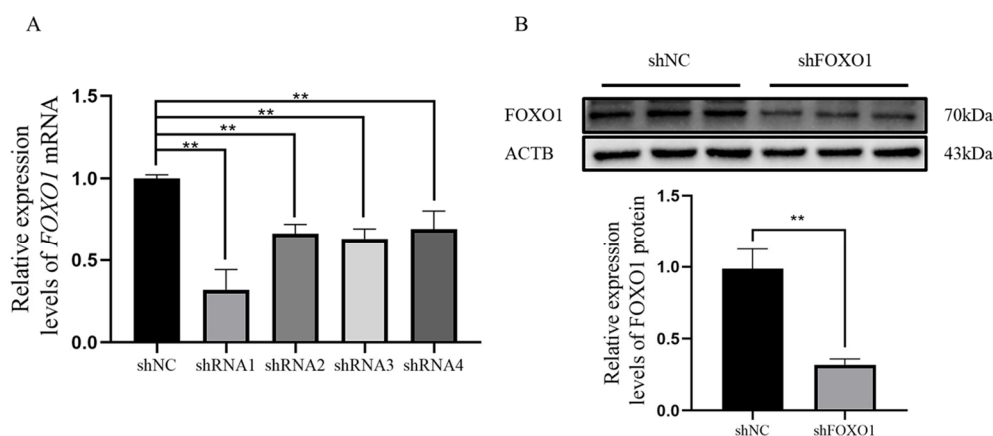 A
Relative expression
levels of FOXO1 mRNA
1.5
1.0
0.5
0.0
**
**
**
**
shNC shRNA1 shRNA2 shRNA3 shRNA4
B
shNC shFOXO1
FOXO1 70kDa
ACTB 43kDa
Relative expression
levels of FOXO1 protein
1.5
1.0
0.5
0.0
**
shNC shFOXO1